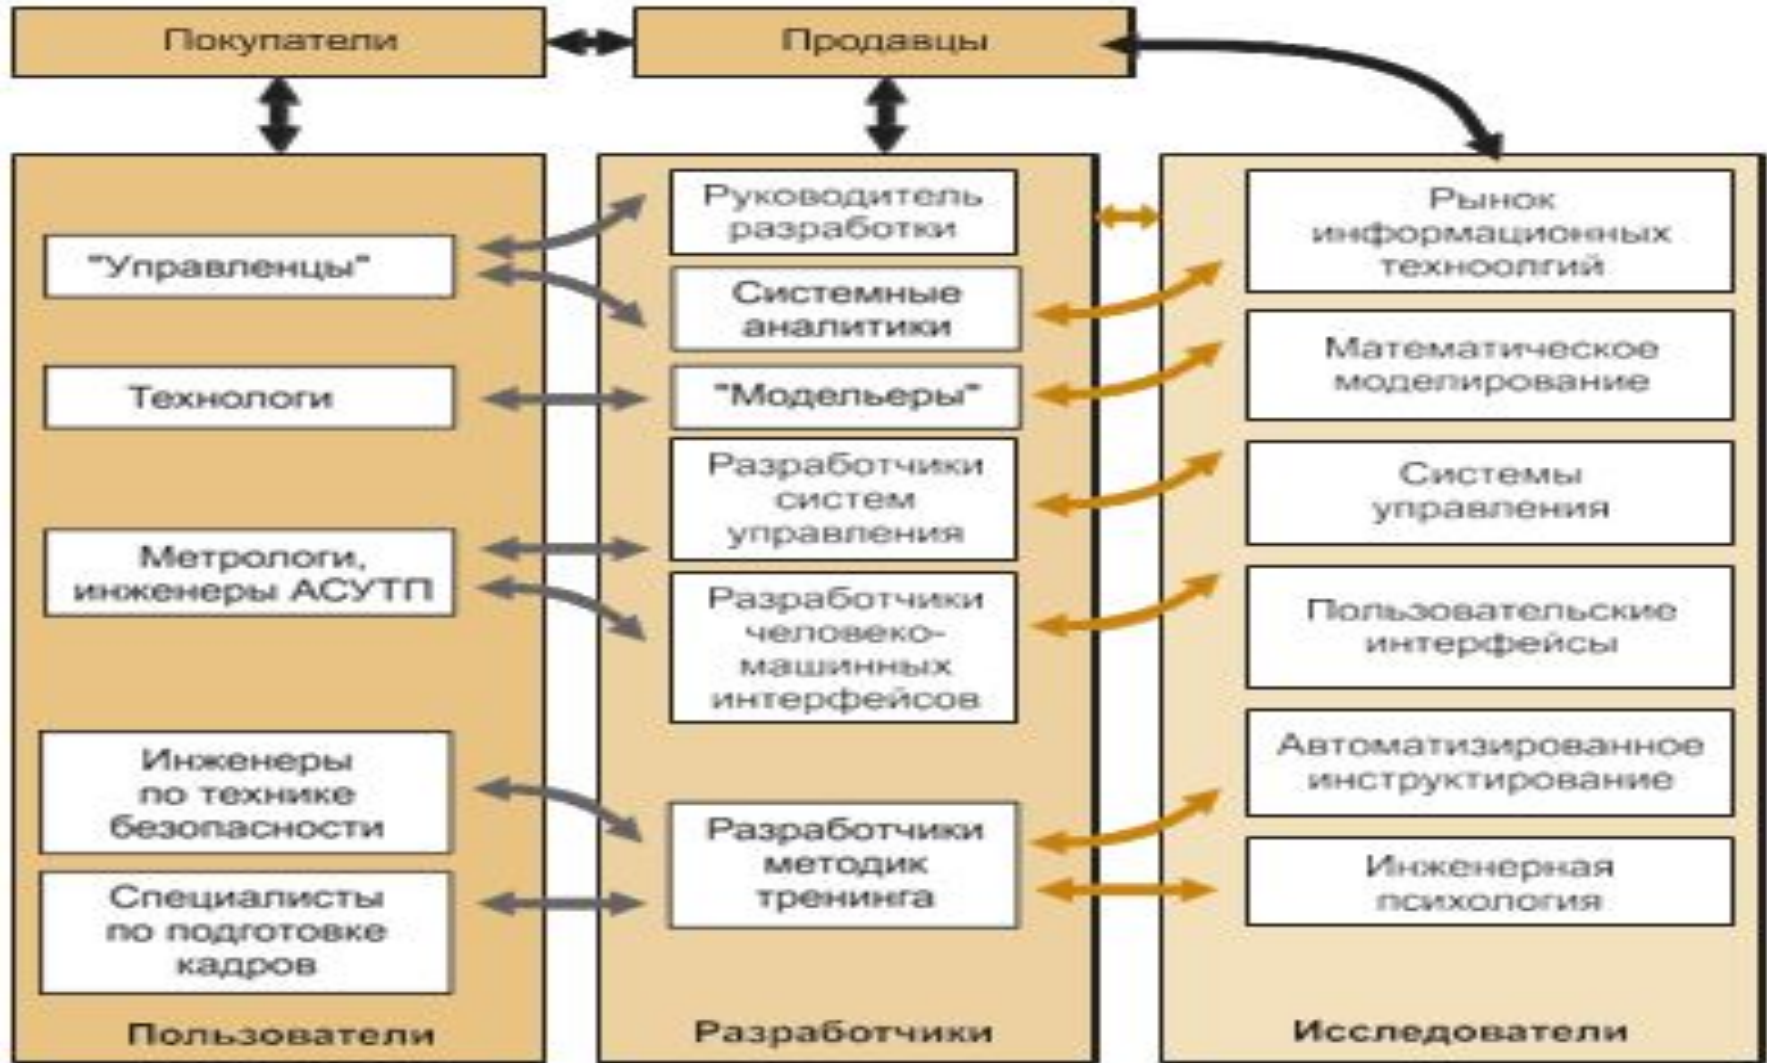 Покупатели
Продавцы
"Управленцы"
Технологи
Метрологи,
инженеры АСУТП
Инженеры
по технике
безопасности
Специалисты
по подготовке
кадров
Пользователи
Руководитель
разработки
Системные
аналитики
"Модельеры"
Разработчики
систем
управления
Разработчики
человеко-
машинных
интерфейсов
Разработчики
методик
тренинга
Разработчики
Рынок
информационных
техноолгий
Математическое
моделирование
Системы
управления
Пользовательские
интерфейсы
Автоматизированное
инструктирование
Инженерная
психология
Исследователи